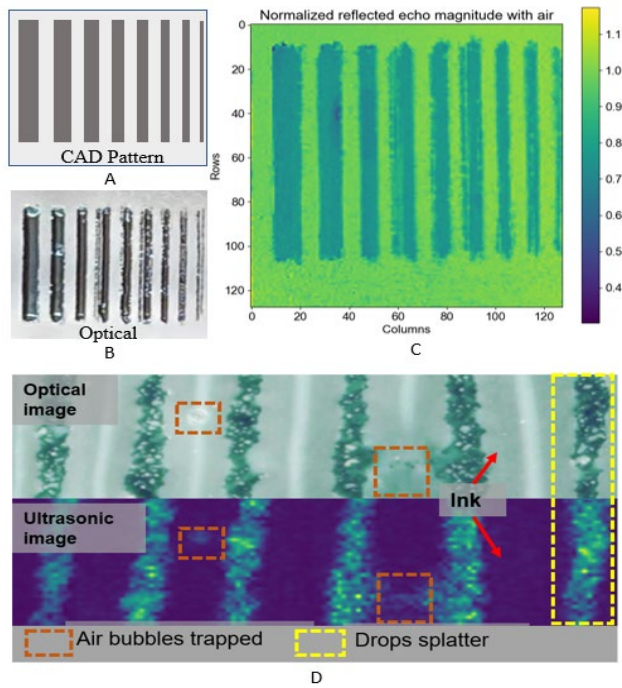 CAD Pattern
A
Optical
B
Normalized reflected echo magnitude with air
0
20
40
60
80
100
120
Rows
0 20 40 60 80 100 120
Columns
1.1
1.0
0.9
0.8
0.7
0.6
0.5
0.4
C
Optical
image
Ink
Ultrasonic
image
Air bubbles trapped
Drops splatter
D